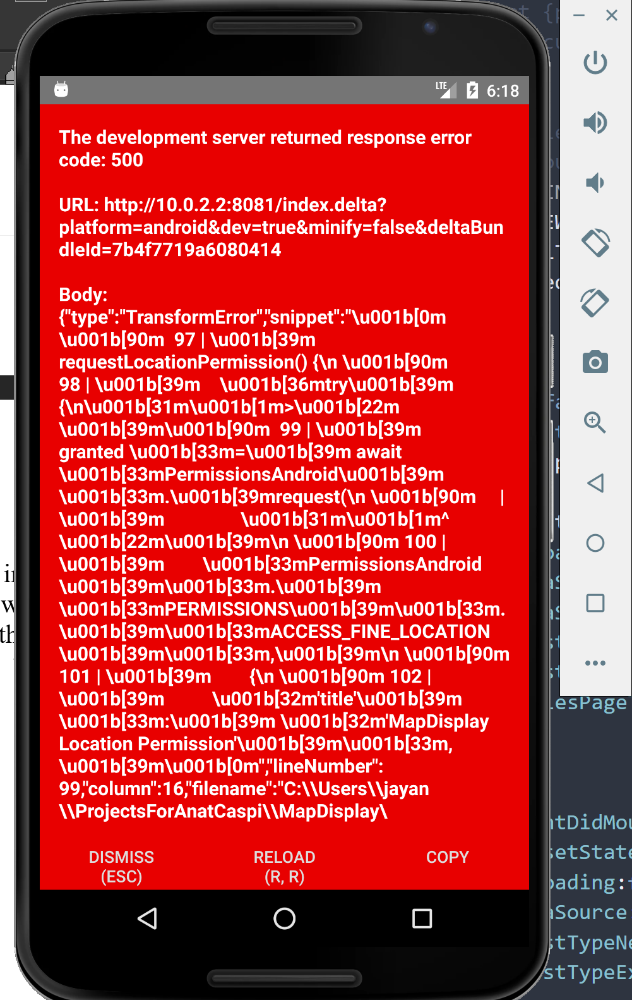 LTE 6:18
The development server returned response error
code: 500
URL: http://10.0.2.2:8081/index.delta?
platform=android&dev=true&minify=false&deltaBun
dleId=7b4f7719a6080414
Body:
{"type":"TransformError","snippet":"\u001b[0m
\u001b[90m  97 | \u001b[39m
requestLocationPermission() {\n \u001b[90m
98 | \u001b[39m    \u001b[36mtry\u001b[39m
{\n\u001b[31m\u001b[1m>\u001b[22m
\u001b[39m\u001b[90m  99 | \u001b[39m
granted \u001b[33m=\u001b[39m await
\u001b[33mPermissionsAndroid\u001b[39m
\u001b[33m.\u001b[39mrequest(\n \u001b[90m     |
\u001b[39m                \u001b[31m\u001b[1m^
\u001b[22m\u001b[39m\n \u001b[90m 100 |
\u001b[39m        \u001b[33mPermissionsAndroid
\u001b[39m\u001b[33m.\u001b[39m
\u001b[33mPERMISSIONS\u001b[39m\u001b[33m.
\u001b[39m\u001b[33mACCESS_FINE_LOCATION
\u001b[39m\u001b[33m,\u001b[39m\n \u001b[90m
101 | \u001b[39m        {\n \u001b[90m 102 |
\u001b[39m          \u001b[32m'title'\u001b[39m
\u001b[33m:\u001b[39m \u001b[32m'MapDisplay
Location Permission'\u001b[39m\u001b[33m,
\u001b[39m\u001b[0m","lineNumber":
99,"column":16,"filename":"C:\\Users\\jayan
\\ProjectsForAnatCaspi\\MapDisplay\
DISMISS
(ESC)
RELOAD
(R, R)
COPY
lesPage
ntDidMou
setState
oading:
aSource
stTypeNe
stTypeEx